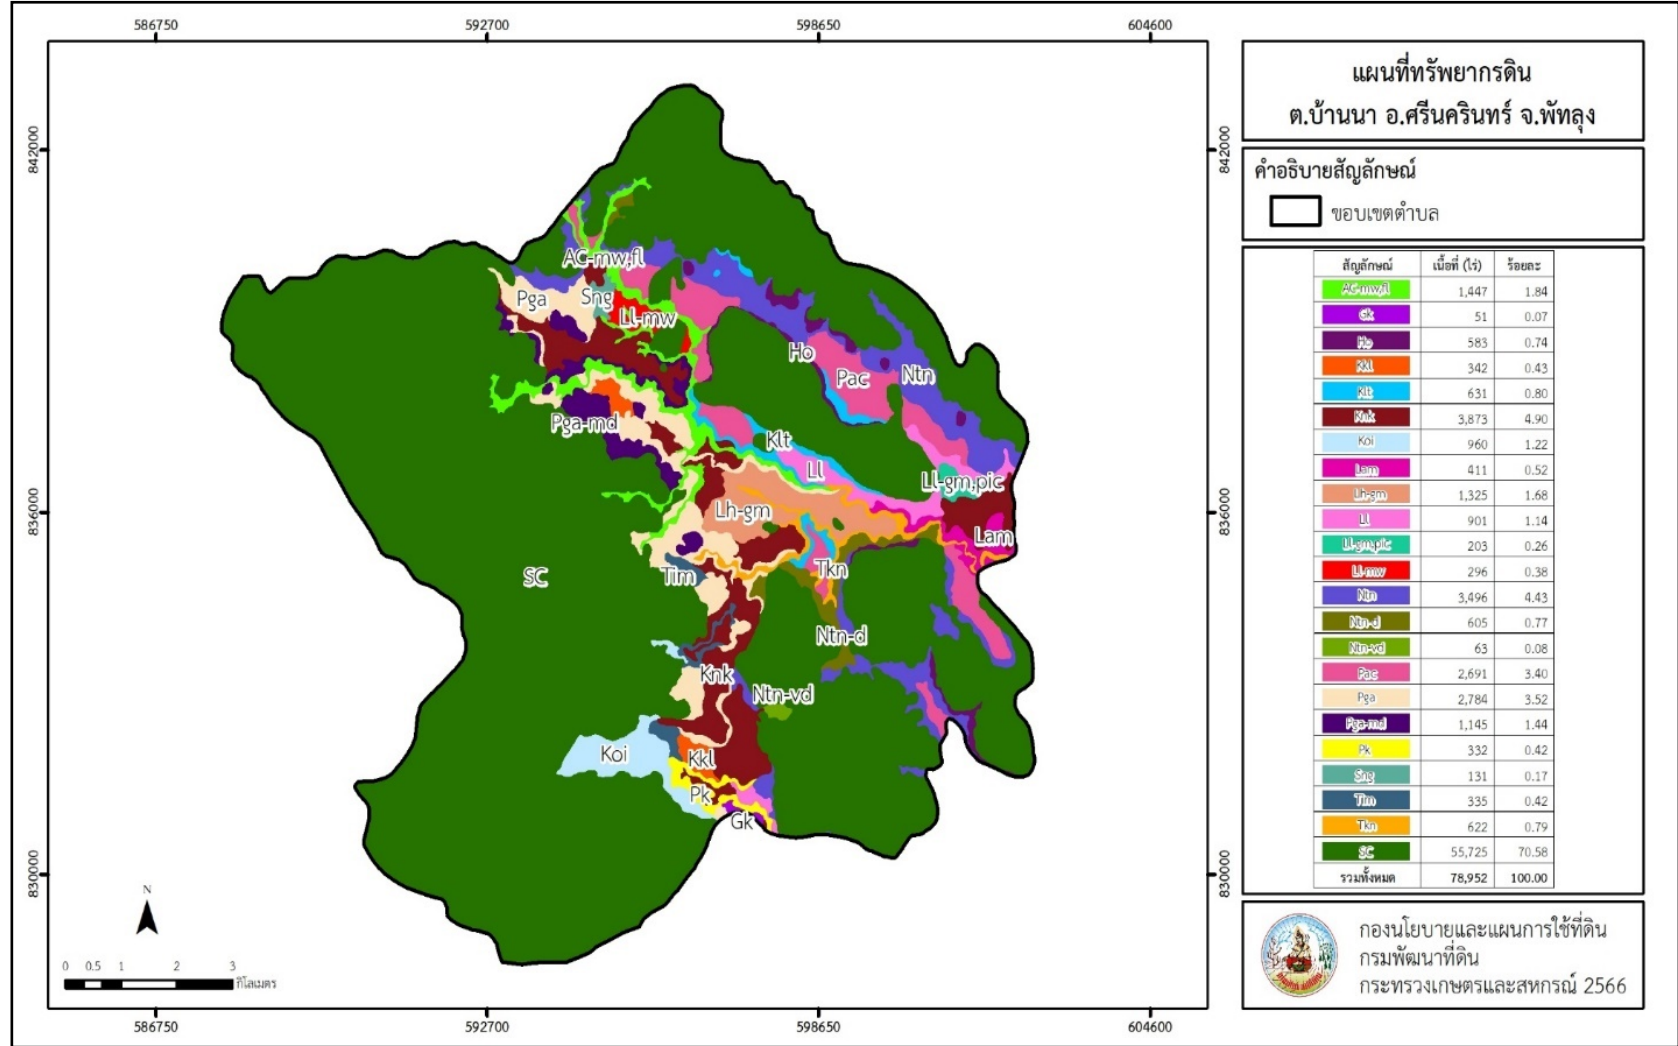 586750 592700 598650 604600
แผนที่ทรัพยากรดิน
ต.บ้านนา อ.ศรีนครินทร์ จ.พัทลุง
คำอธิบายสัญลักษณ์
ขอบเขตตำบล
สัญลักษณ์ เนื้อที่ (ไร่) ร้อยละ
AC-mw,fl 1,447 1.84
Gk 51 0.07
Ho 583 0.74
Kkl 342 0.43
Klt 631 0.80
Knk 3,873 4.90
Koi 960 1.22
Lam 411 0.52
Lh-gm 1,325 1.68
Ll 901 1.14
Ll-gm,pic 203 0.26
Ll-mw 296 0.38
Ntn 3,496 4.43
Ntn-d 605 0.77
Ntn-vd 63 0.08
Pac 2,691 3.40
Pga 2,784 3.52
Pga-md 1,145 1.44
Pk 332 0.42
Sng 131 0.17
Tim 335 0.42
Tkn 622 0.79
SC 55,725 70.58
รวมทั้งหมด 78,952 100.00
กองนโยบายและแผนการใช้ที่ดิน
กรมพัฒนาที่ดิน
กระทรวงเกษตรและสหกรณ์ 2566
842000 842000
836000 836000
830000 830000
AC-mw,fl
Pga
Sng
Ll-mw
Ho
Pac
Ntn
Pga-md
Klt
Ll
Ll-gm,pic
Lh-gm
Lam
SC
Tim
Tkn
Ntn-d
Knk
Ntn-vd
Koi
Kkl
Pk
Gk
N
0 0.5 1 2 3
กิโลเมตร
586750 592700 598650 604600